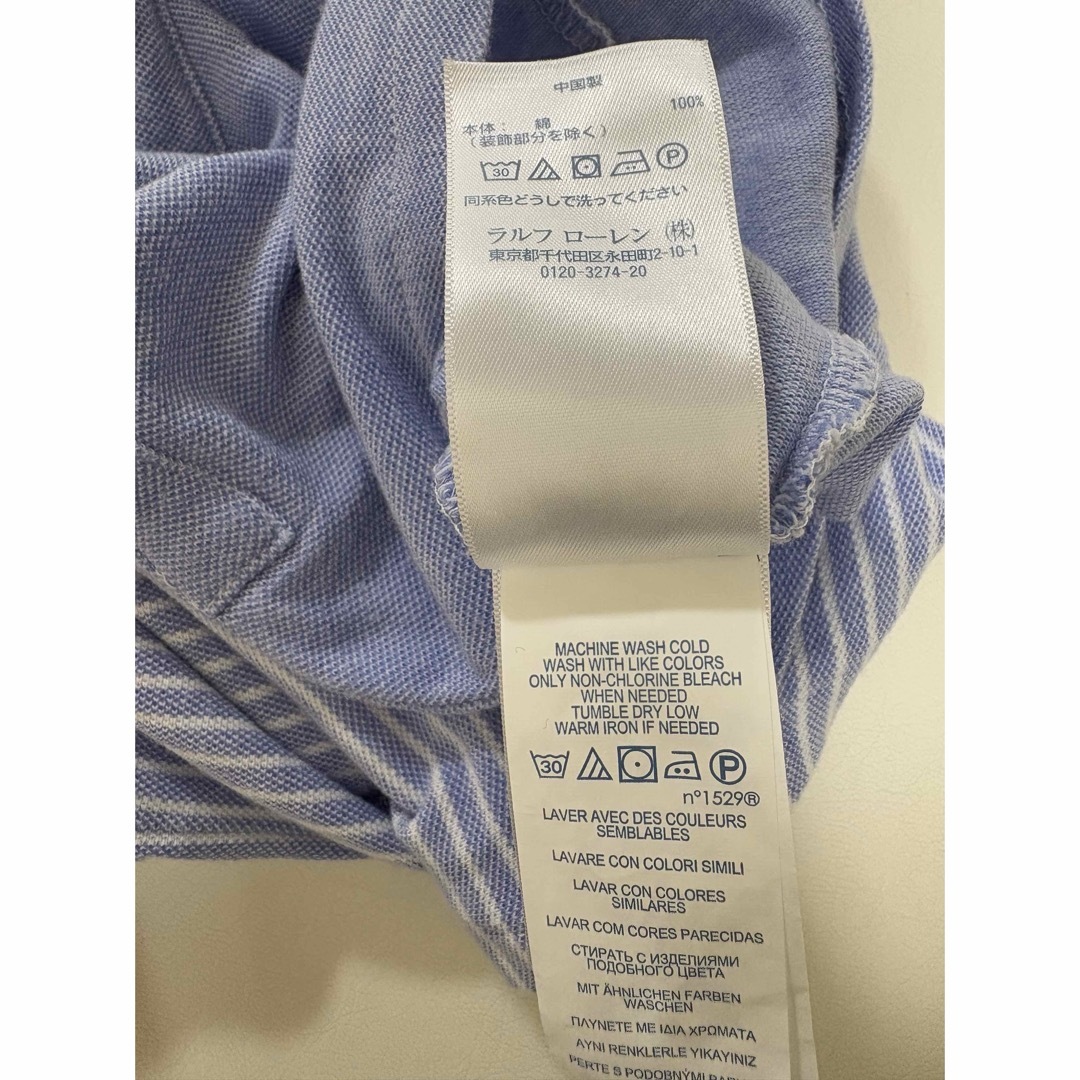 中国製
100%
本体: 綿
(装飾部分を除く)
30 P
同系色どうしで洗ってください
ラルフ ローレン (株)
東京都千代田区永田町2-10-1
0120-3274-20
MACHINE WASH COLD
WASH WITH LIKE COLORS
ONLY NON-CHLORINE BLEACH
WHEN NEEDED
TUMBLE DRY LOW
WARM IRON IF NEEDED
30 P
n°1529®
LAVER AVEC DES COULEURS
SEMBLABLES
LAVARE CON COLORI SIMILI
LAVAR CON COLORES
SIMILARES
LAVAR COM CORES PARECIDAS
СТИРАТЬ С ИЗДЕЛИЯМИ
ПОДОБНОГО ЦВЕТА
MIT ÄHNLICHEN FARBEN
WASCHEN
ΠΛΥΝΕΤΕ ΜΕ ΙΔΙΑ ΧΡΩΜΑΤΑ
AYNI RENKLERLE YIKAYINIZ
PERTE S PODOBNÝMI